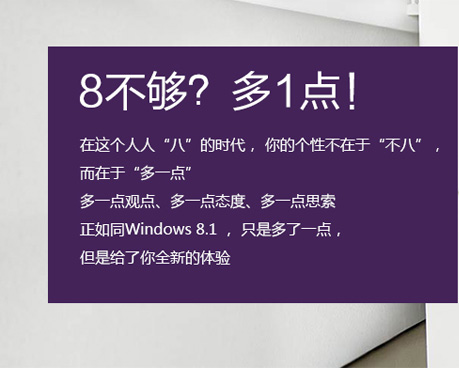 8不够？多1点！
在这个人人“八”的时代，你的个性不在于“不八”，
而在于“多一点”
多一点观点、多一点态度、多一点思索
正如同Windows 8.1 ，只是多了一点，
但是给了你全新的体验